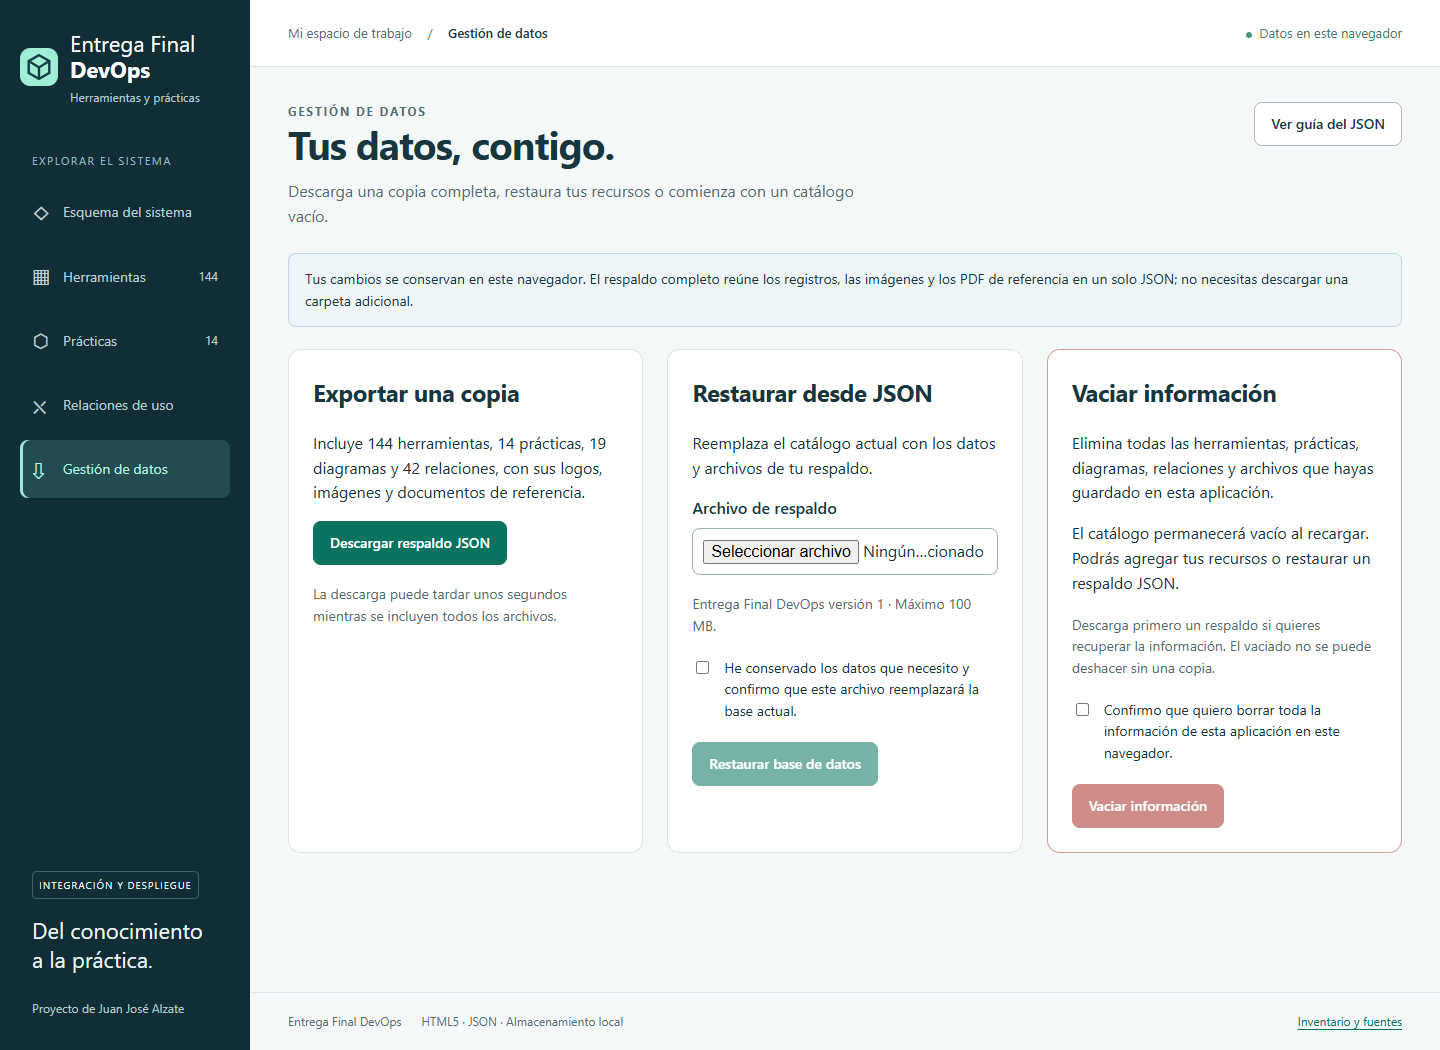 Entrega Final
DevOps
Herramientas y prácticas
EXPLORAR EL SISTEMA
Esquema del sistema
Herramientas 144
Prácticas 14
Relaciones de uso
Gestión de datos
INTEGRACIÓN Y DESPLIEGUE
Del conocimiento
a la práctica.
Proyecto de Juan José Alzate
Mi espacio de trabajo / Gestión de datos
Datos en este navegador
GESTIÓN DE DATOS
Tus datos, contigo.
Descarga una copia completa, restaura tus recursos o comienza con un catálogo
vacío.
Ver guía del JSON
Tus cambios se conservan en este navegador. El respaldo completo reúne los registros, las imágenes y los PDF de referencia en un solo JSON; no necesitas descargar una
carpeta adicional.
Exportar una copia
Incluye 144 herramientas, 14 prácticas, 19
diagramas y 42 relaciones, con sus logos,
imágenes y documentos de referencia.
Descargar respaldo JSON
La descarga puede tardar unos segundos
mientras se incluyen todos los archivos.
Restaurar desde JSON
Reemplaza el catálogo actual con los datos
y archivos de tu respaldo.
Archivo de respaldo
Seleccionar archivo Ningún...cionado
Entrega Final DevOps versión 1 · Máximo 100
MB.
He conservado los datos que necesito y
confirmo que este archivo reemplazará la
base actual.
Restaurar base de datos
Vaciar información
Elimina todas las herramientas, prácticas,
diagramas, relaciones y archivos que hayas
guardado en esta aplicación.
El catálogo permanecerá vacío al recargar.
Podrás agregar tus recursos o restaurar un
respaldo JSON.
Descarga primero un respaldo si quieres
recuperar la información. El vaciado no se puede
deshacer sin una copia.
Confirmo que quiero borrar toda la
información de esta aplicación en este
navegador.
Vaciar información
Entrega Final DevOps HTML5 · JSON · Almacenamiento local
Inventario y fuentes